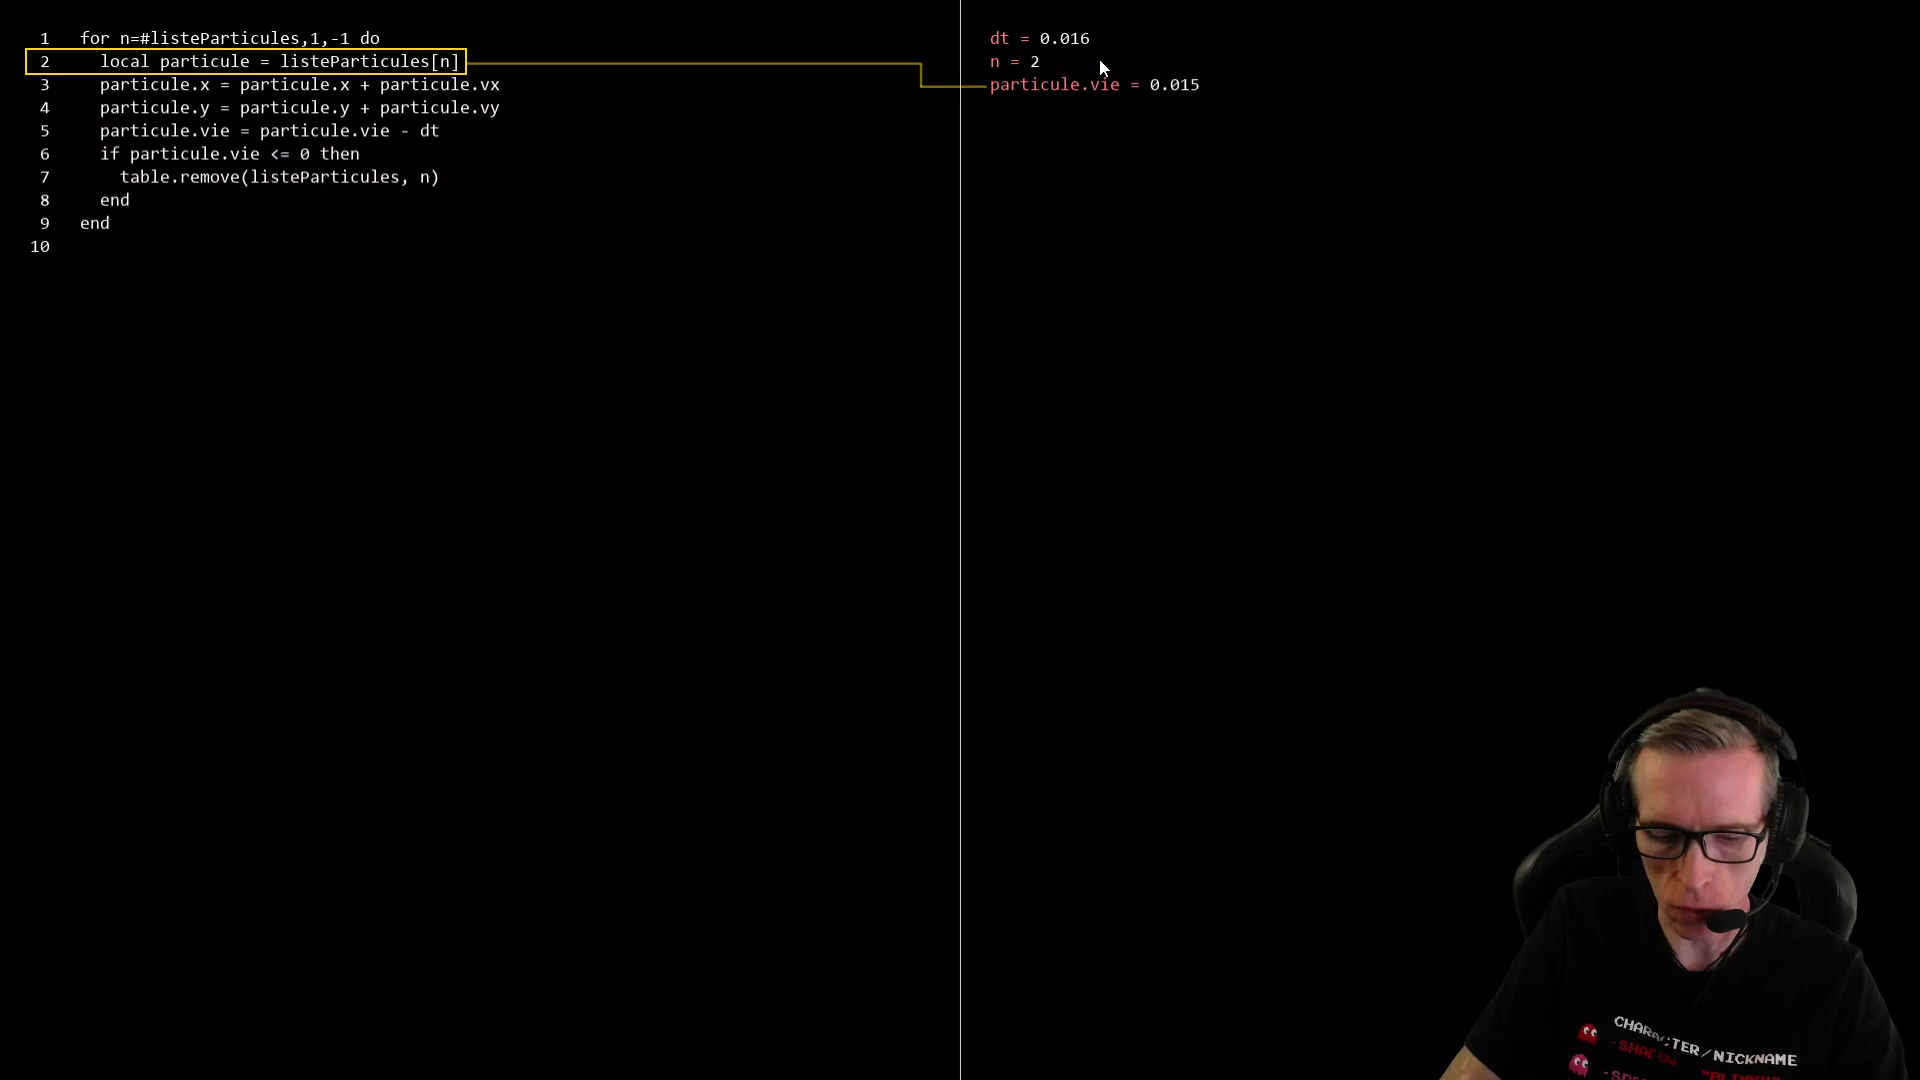 1 for n=#listeParticules,1,-1 do
2 local particule = listeParticules[n]
3 particule.x = particule.x + particule.vx
4 particule.y = particule.y + particule.vy
5 particule.vie = particule.vie - dt
6 if particule.vie <= 0 then
7 table.remove(listeParticules, n)
8 end
9 end
10
dt = 0.016
n = 2
particule.vie = 0.015
CHARACTER/NICKNAME
-SHADOW